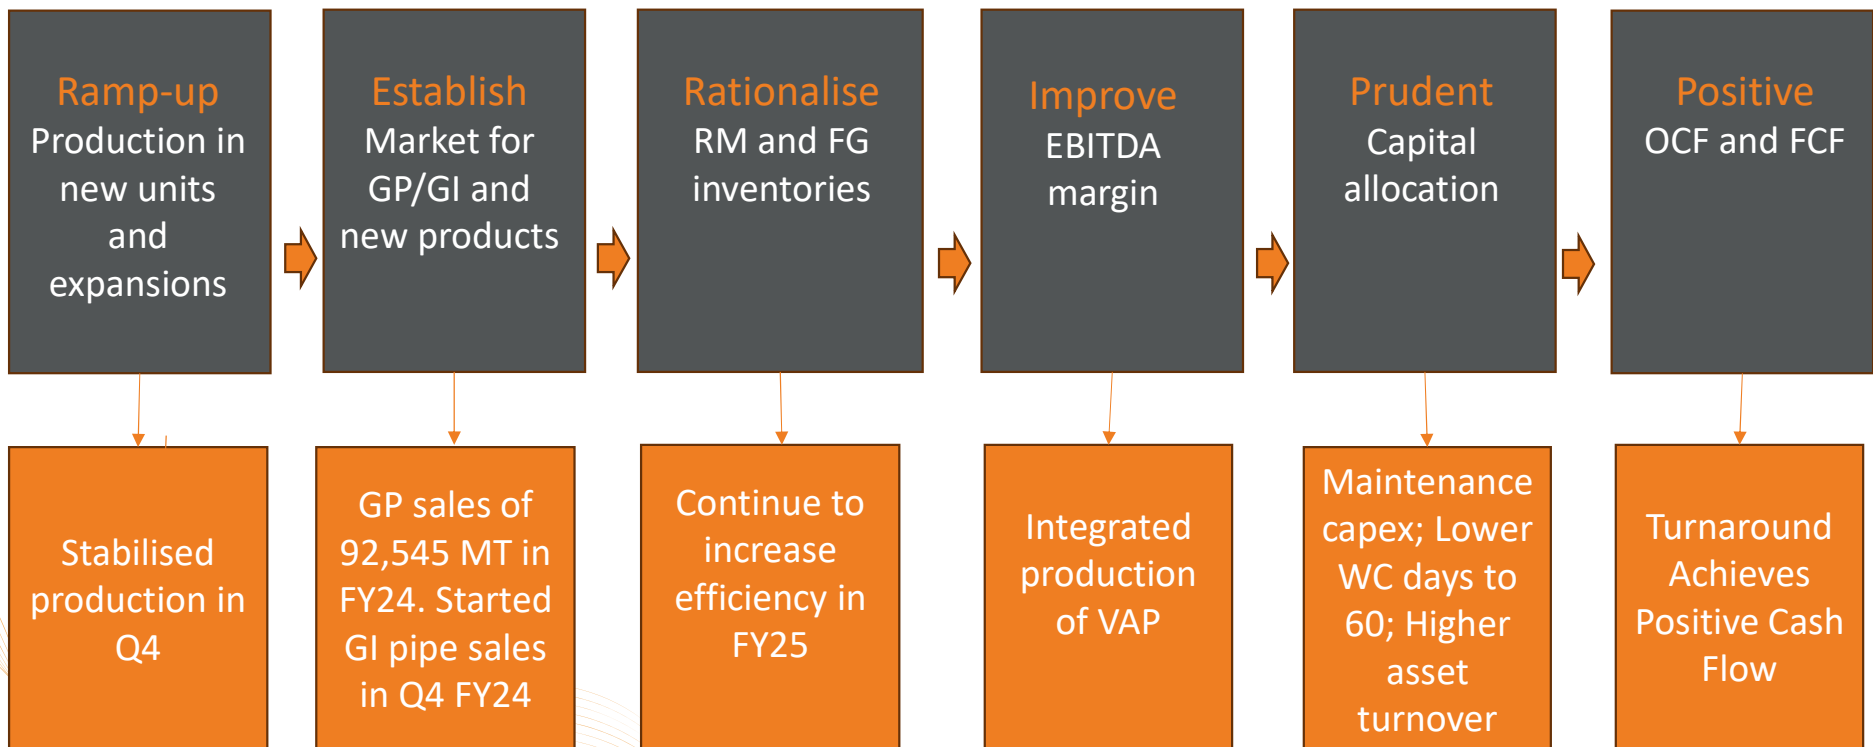 Ramp-up
Production in
new units
and
expansions
Establish
Market for
GP/GI and
new products
Rationalise
RM and FG
inventories
Improve
EBITDA
margin
Prudent
Capital
allocation
Positive
OCF and FCF
Stabilised
production in
Q4
GP sales of
92,545 MT in
FY24. Started
GI pipe sales
in Q4 FY24
Continue to
increase
efficiency in
FY25
Integrated
production
of VAP
Maintenance
capex; Lower
WC days to
60; Higher
asset
turnover
Turnaround
Achieves
Positive Cash
Flow